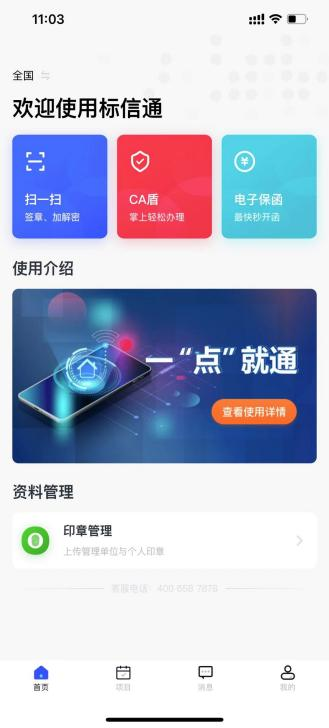 11:03
全国
欢迎使用标信通
扫一扫
签章、加解密
CA盾
掌上轻松办理
电子保函
最快秒开函
使用介绍
一“点”就通
查看使用详情
资料管理
印章管理
上传管理单位与个人印章
客服电话：400 658 7878
首页
项目
消息
我的